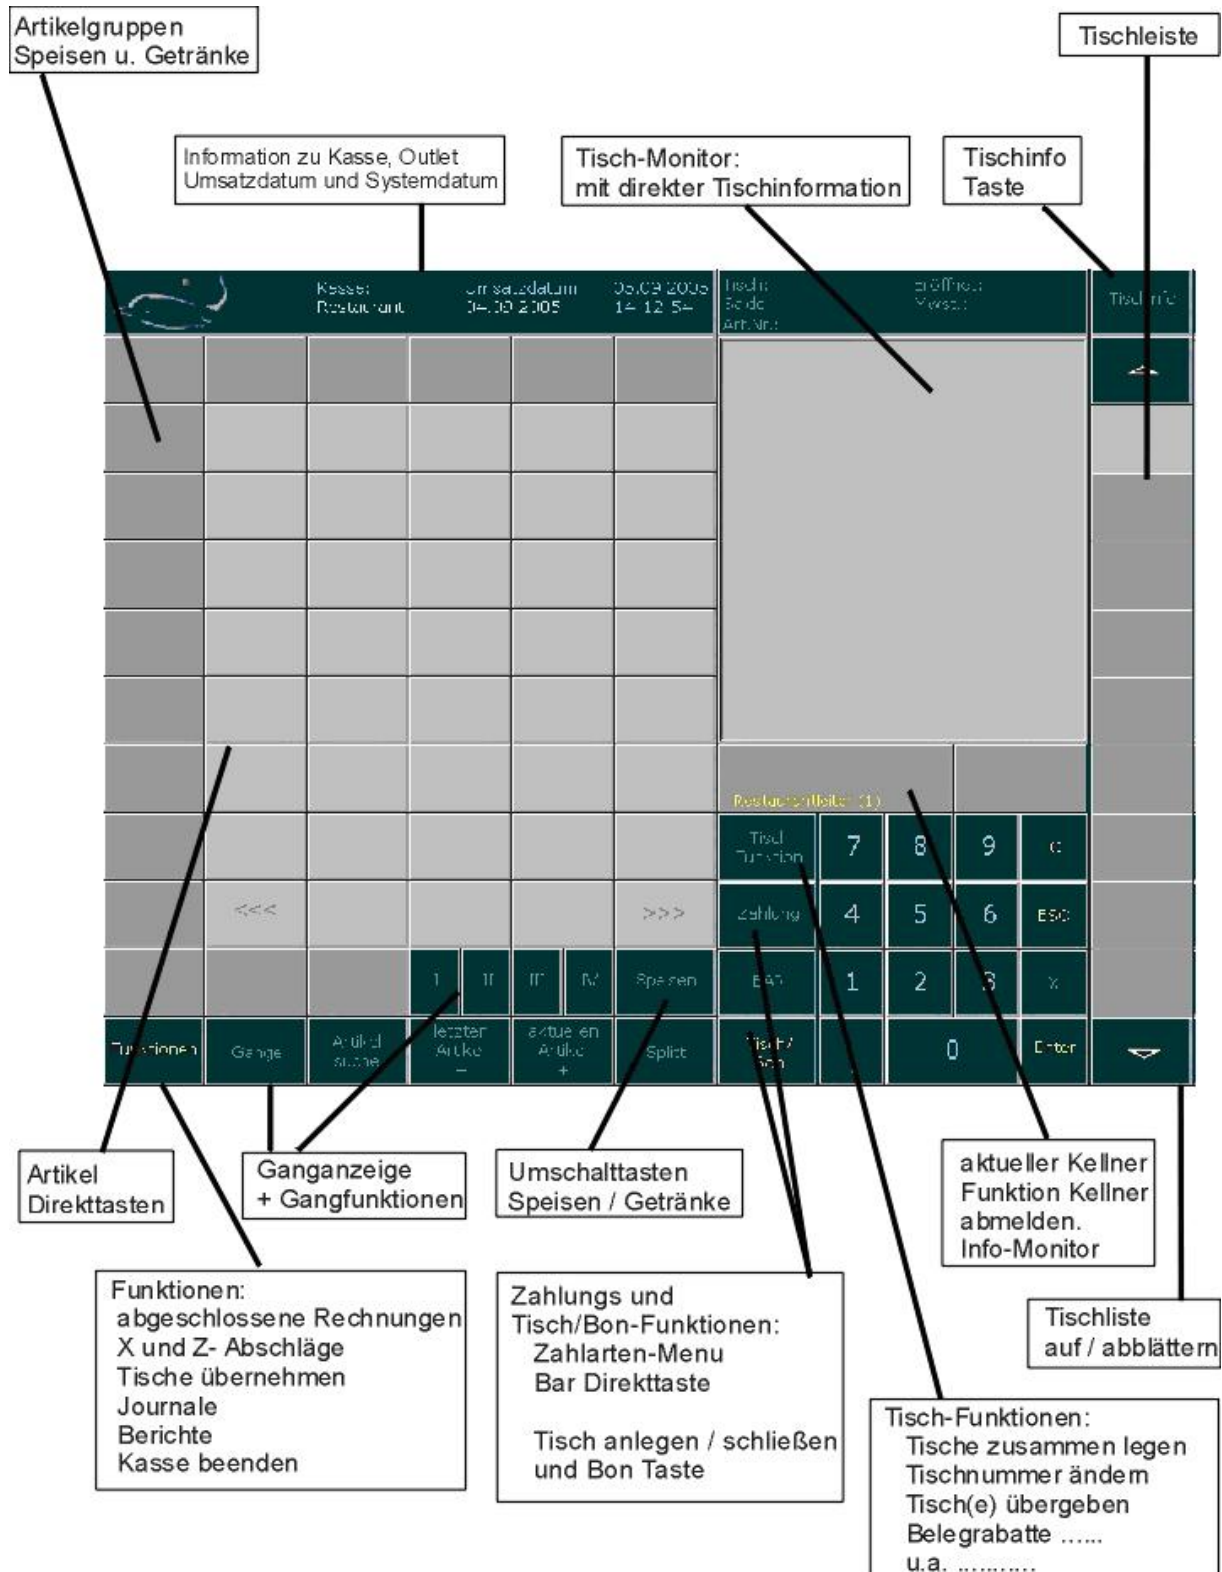 Artikelgruppen
Speisen u. Getränke
Tischleiste
Information zu Kasse, Outlet
Umsatzdatum und Systemdatum
Tisch-Monitor:
mit direkter Tischinformation
Tischinfo
Taste
Kasse:
Restaurant
Umsatzdatum
04.09.2005
05.09.2005
14:12:54
Tisch:
Saldo
Art.Nr.:
Eröffnet:
Mwst.:
Tischinfo
Restaurantleiter (1)
Tisch
Funktion
7
8
9
C
<<<
>>>
Zahlung
4
5
6
ESC
I
II
III
IV
Speisen
BAR
1
2
3
X
Funktionen
Gänge
Artikel
suche
letzter
Artikel
–
aktuellen
Artikel
+
Splitt
Tisch/
Bon
,
0
Enter
Artikel
Direkttasten
Ganganzeige
+ Gangfunktionen
Umschalttasten
Speisen / Getränke
aktueller Kellner
Funktion Kellner
abmelden.
Info-Monitor
Funktionen:
abgeschlossene Rechnungen
X und Z- Abschläge
Tische übernehmen
Journale
Berichte
Kasse beenden
Zahlungs und
Tisch/Bon-Funktionen:
Zahlarten-Menu
Bar Direkttaste
Tisch anlegen / schließen
und Bon Taste
Tischliste
auf / abblättern
Tisch-Funktionen:
Tische zusammen legen
Tischnummer ändern
Tisch(e) übergeben
Belegrabatte ......
u.a. ..........